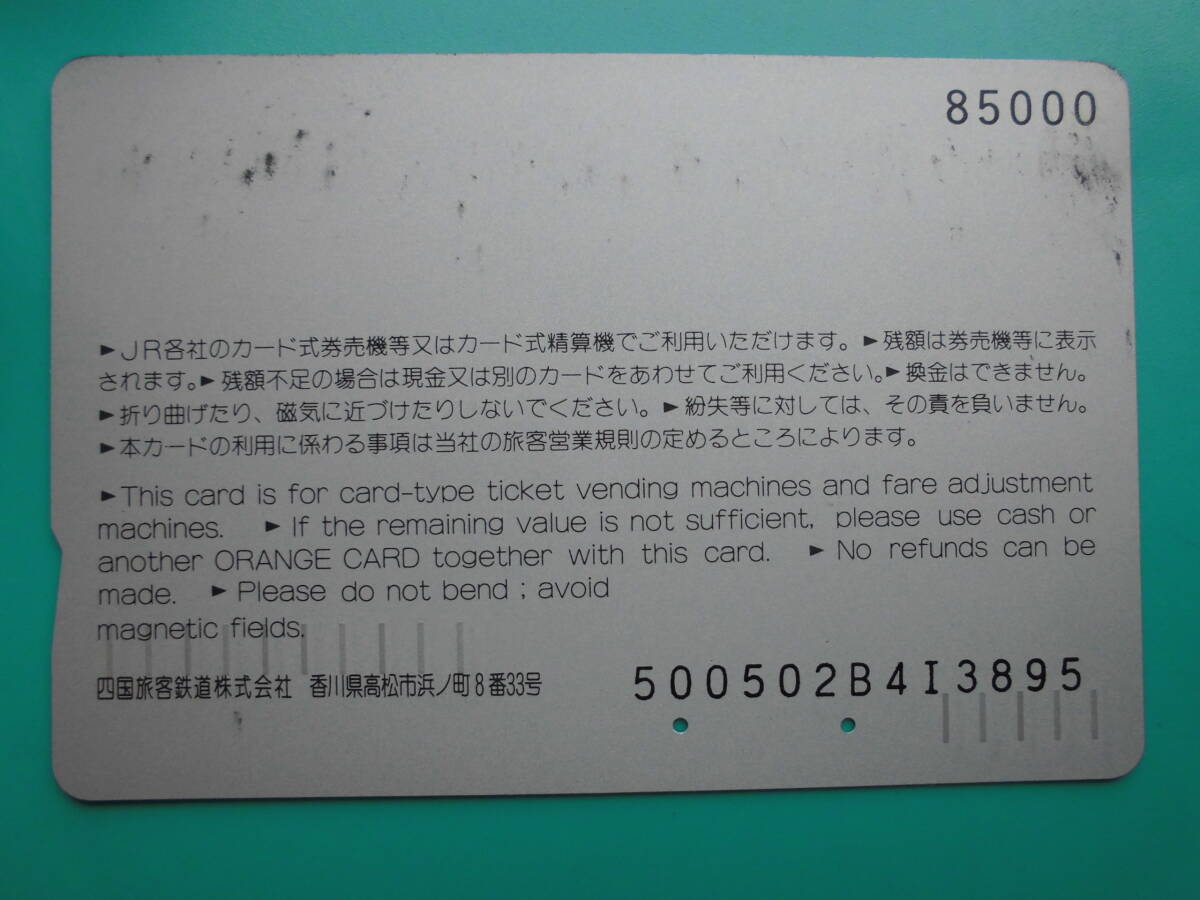 85000
►JR各社のカード式券売機等又はカード式精算機でご利用いただけます。►残額は券売機等に表示
されます。►残額不足の場合は現金又は別のカードをあわせてご利用ください。►換金はできません。
►折り曲げたり、磁気に近づけたりしないでください。►紛失等に対しては、その責を負いません。
►本カードの利用に係わる事項は当社の旅客営業規則の定めるところによります。
►This card is for card-type ticket vending machines and fare adjustment
machines. ►If the remaining value is not sufficient, please use cash or
another ORANGE CARD together with this card. ►No refunds can be
made. ►Please do not bend ; avoid
magnetic fields.
四国旅客鉄道株式会社 香川県高松市浜ノ町8番33号
500502B4I3895